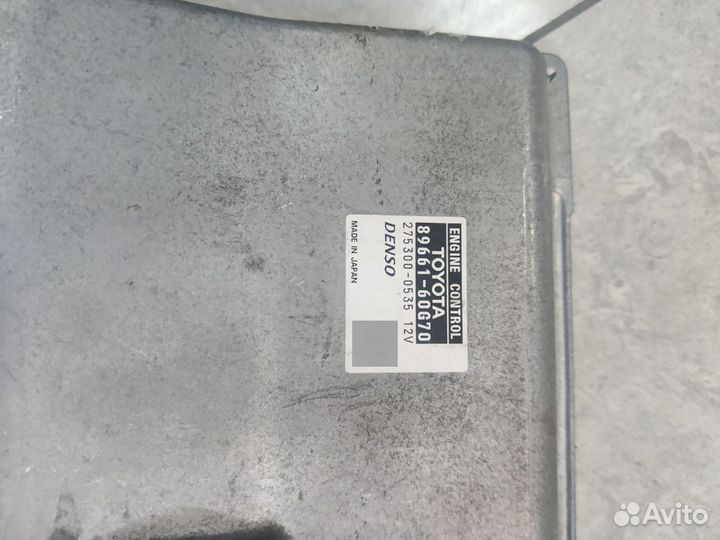 ENGINE CONTROL
TOYOTA
89661-60G70
275300-0535 12V
DENSO
MADE IN JAPAN
Avito